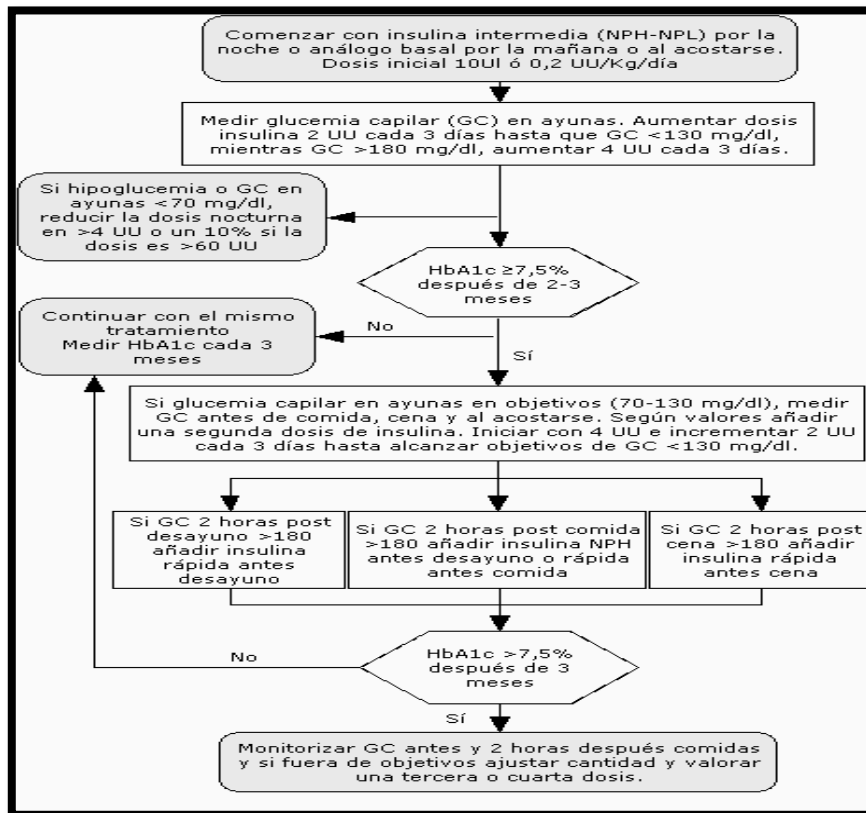 Comenzar con insulina intermedia (NPH-NPL) por la
noche o análogo basal por la mañana o al acostarse.
Dosis inicial 10UI ó 0,2 UU/Kg/día
Medir glucemia capilar (GC) en ayunas. Aumentar dosis
insulina 2 UU cada 3 días hasta que GC <130 mg/dl,
mientras GC >180 mg/dl, aumentar 4 UU cada 3 días.
Si hipoglucemia o GC en
ayunas <70 mg/dl,
reducir la dosis nocturna
en >4 UU o un 10% si la
dosis es >60 UU
HbA1c ≥7,5%
después de 2-3
meses
Continuar con el mismo
tratamiento
Medir HbA1c cada 3
meses
No
Sí
Si glucemia capilar en ayunas en objetivos (70-130 mg/dl), medir
GC antes de comida, cena y al acostarse. Según valores añadir
una segunda dosis de insulina. Iniciar con 4 UU e incrementar 2 UU
cada 3 días hasta alcanzar objetivos de GC <130 mg/dl.
Si GC 2 horas post
desayuno >180
añadir insulina
rápida antes
desayuno
Si GC 2 horas post comida
>180 añadir insulina NPH
antes desayuno o rápida
antes comida
Si GC 2 horas post
cena >180 añadir
insulina rápida
antes cena
HbA1c >7,5%
después de 3
meses
No
Sí
Monitorizar GC antes y 2 horas después comidas
y si fuera de objetivos ajustar cantidad y valorar
una tercera o cuarta dosis.